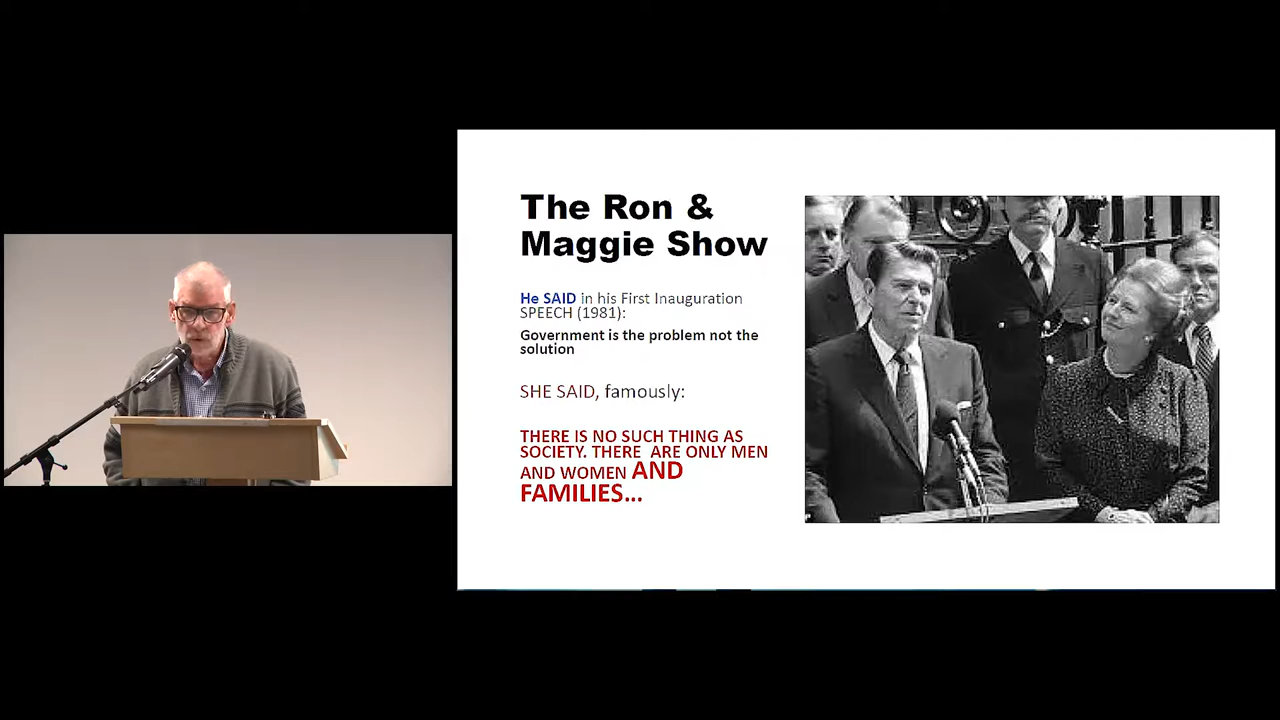 The Ron &
Maggie Show
He SAID in his First Inauguration
SPEECH (1981):
Government is the problem not the
solution
SHE SAID, famously:
THERE IS NO SUCH THING AS
SOCIETY. THERE ARE ONLY MEN
AND WOMEN AND
FAMILIES...